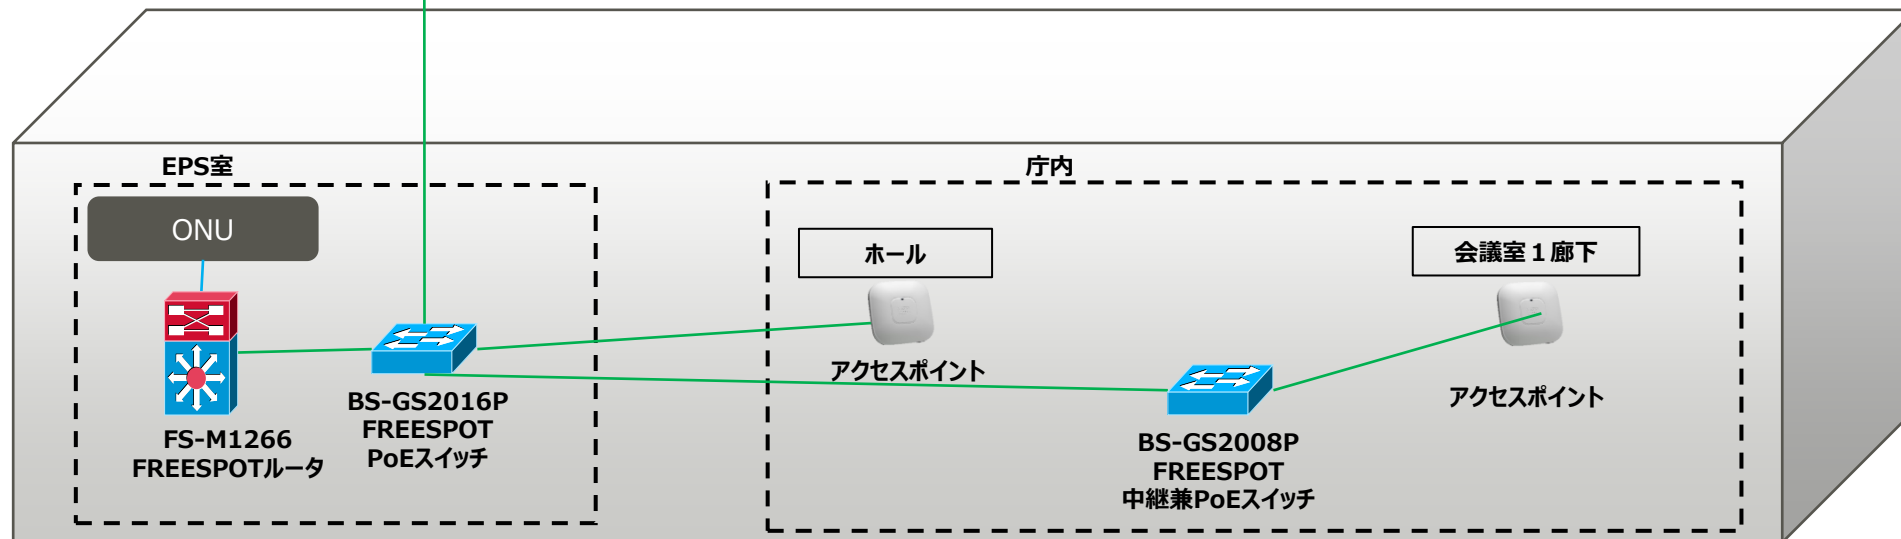 EPS室
ONU
FS-M1266
FREESPOTルータ
BS-GS2016P
FREESPOT
PoEスイッチ
庁内
ホール
アクセスポイント
BS-GS2008P
FREESPOT
中継兼PoEスイッチ
会議室１廊下
アクセスポイント